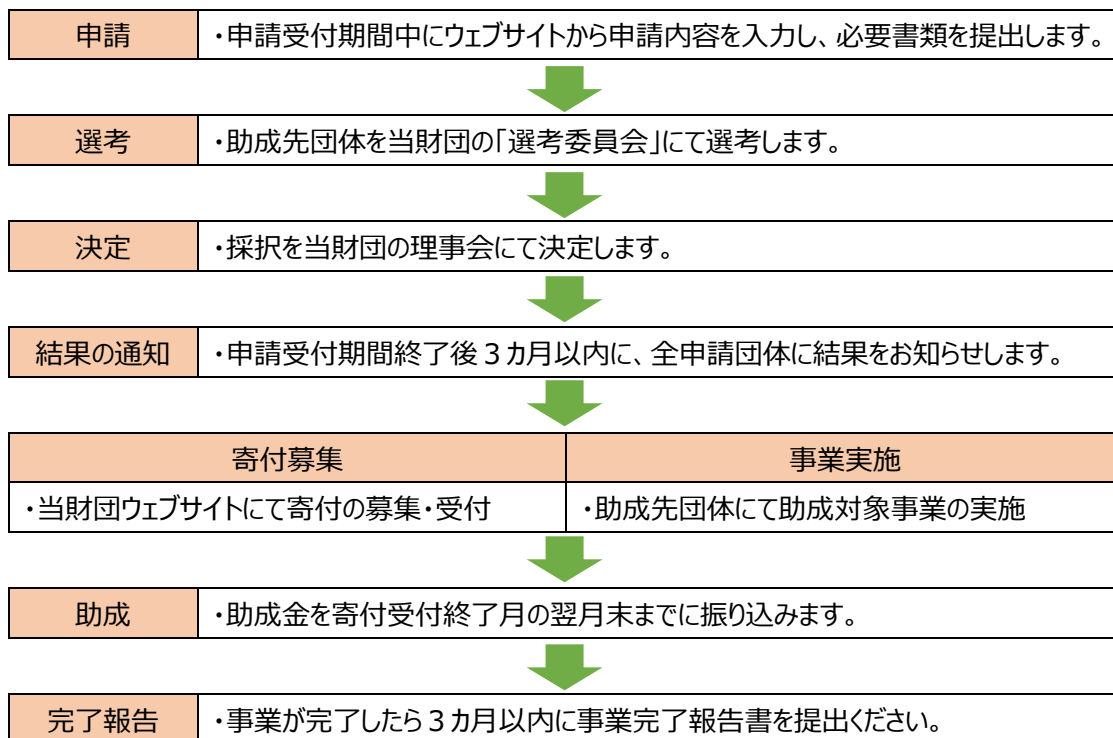 申請
・申請受付期間中にウェブサイトから申請内容を入力し、必要書類を提出します。
選考
・助成先団体を当財団の「選考委員会」にて選考します。
決定
・採択を当財団の理事会にて決定します。
結果の通知
・申請受付期間終了後３カ月以内に、全申請団体に結果をお知らせします。
寄付募集
事業実施
・当財団ウェブサイトにて寄付の募集・受付
・助成先団体にて助成対象事業の実施
助成
・助成金を寄付受付終了月の翌月末までに振り込みます。
完了報告
・事業が完了したら３カ月以内に事業完了報告書を提出ください。